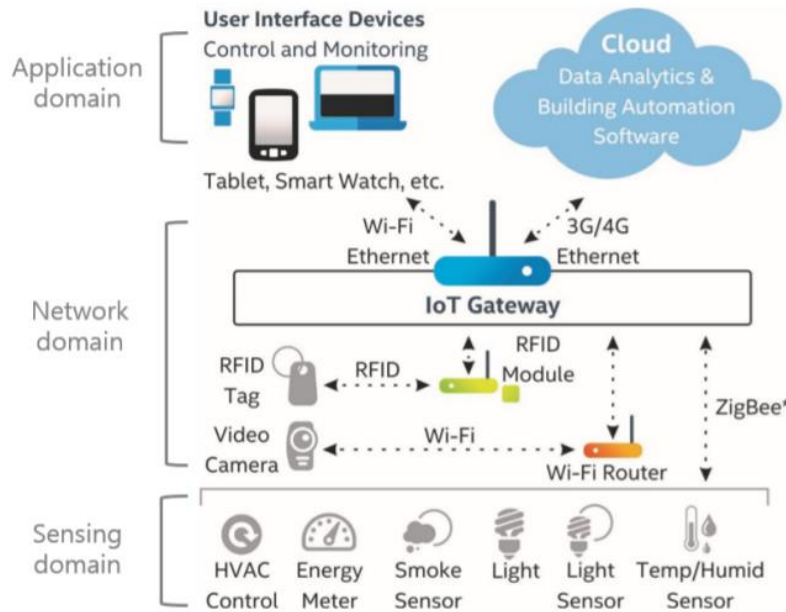 User Interface Devices
Control and Monitoring
Application
domain
Cloud
Data Analytics &
Building Automation
Software
Tablet, Smart Watch, etc.
Wi-Fi
Ethernet
3G/4G
Ethernet
IoT Gateway
Network
domain
RFID
Tag
RFID
RFID
Module
ZigBee*
Video
Camera
Wi-Fi
Wi-Fi Router
Sensing
domain
HVAC
Control
Energy
Meter
Smoke
Sensor
Light
Light
Sensor
Temp/Humid
Sensor